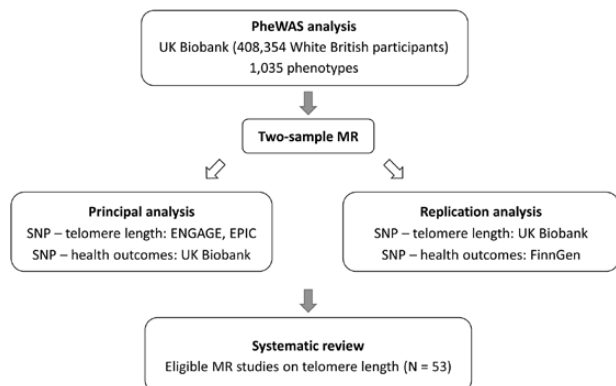 PheWAS analysis
UK Biobank (408,354 White British participants)
1,035 phenotypes
Two-sample MR
Principal analysis
SNP – telomere length: ENGAGE, EPIC
SNP – health outcomes: UK Biobank
Replication analysis
SNP – telomere length: UK Biobank
SNP – health outcomes: FinnGen
Systematic review
Eligible MR studies on telomere length (N = 53)